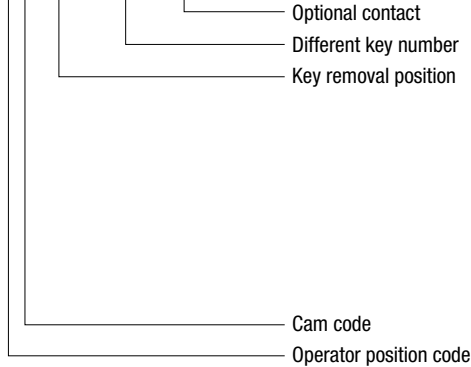 Optional contact
Different key number
Key removal position
Cam code
Operator position code